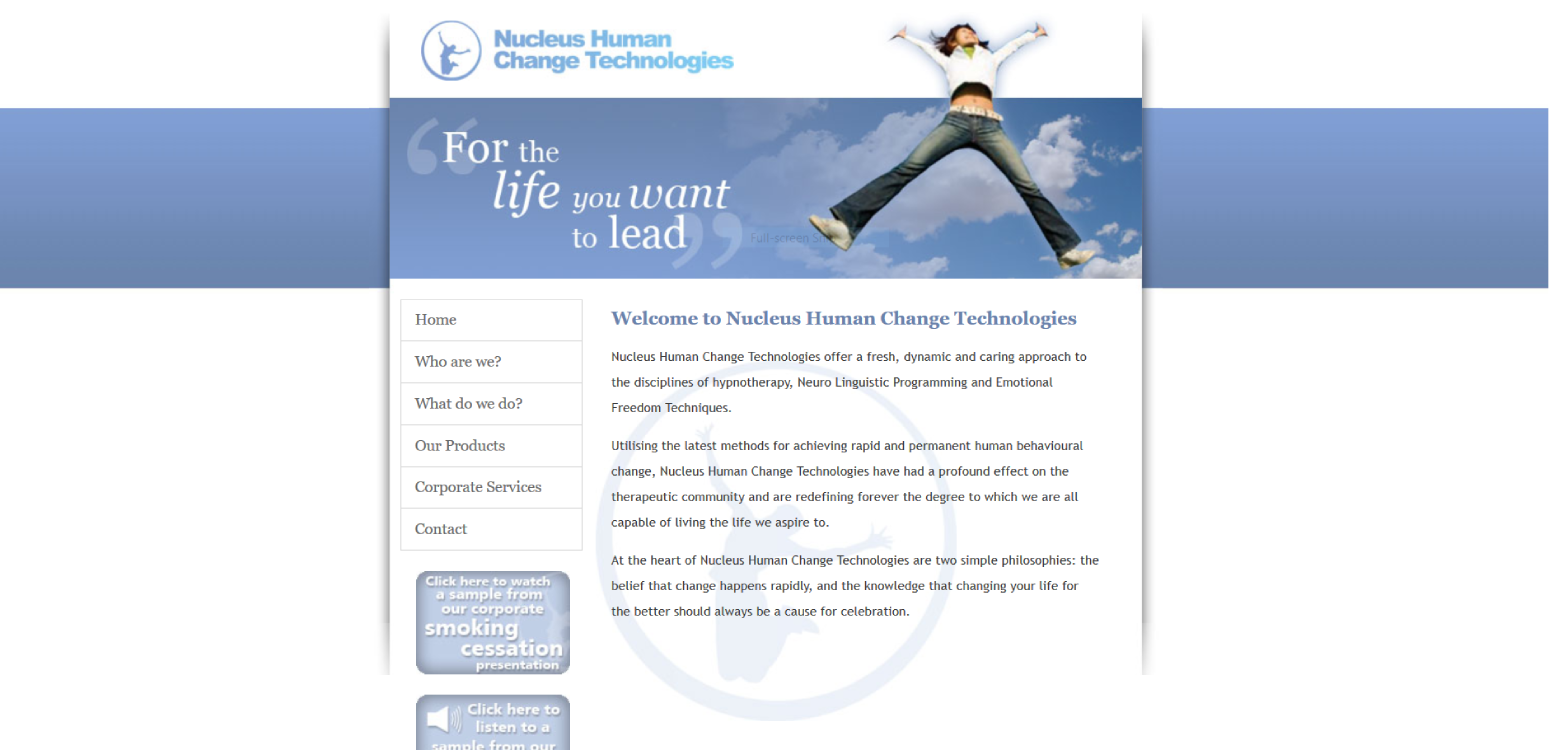 Nucleus Human
Change Technologies
For the
life you want
to lead
Full-screen
Home
Who are we?
What do we do?
Our Products
Corporate Services
Contact
Click here to watch
a sample from
our corporate
smoking
cessation
presentation
Click here to
listen to a
sample from our
Welcome to Nucleus Human Change Technologies
Nucleus Human Change Technologies offer a fresh, dynamic and caring approach to
the disciplines of hypnotherapy, Neuro Linguistic Programming and Emotional
Freedom Techniques.
Utilising the latest methods for achieving rapid and permanent human behavioural
change, Nucleus Human Change Technologies have had a profound effect on the
therapeutic community and are redefining forever the degree to which we are all
capable of living the life we aspire to.
At the heart of Nucleus Human Change Technologies are two simple philosophies: the
belief that change happens rapidly, and the knowledge that changing your life for
the better should always be a cause for celebration.